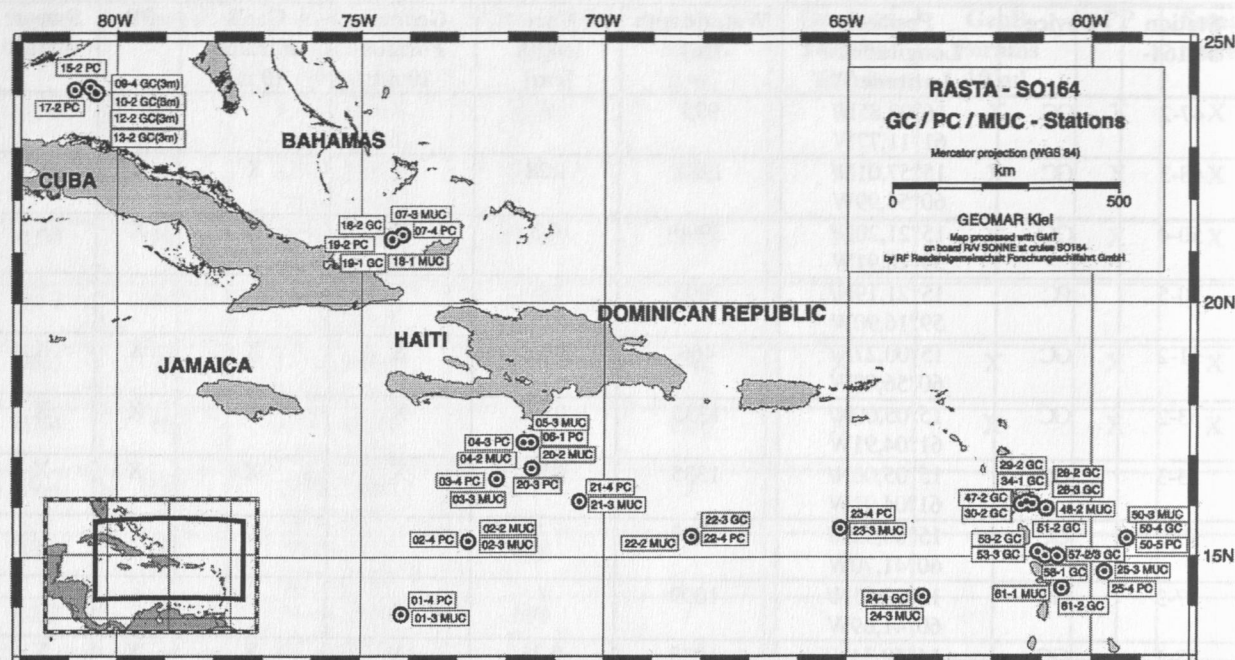 80W 75W 70W 65W 60W
25N
20N
15N
RASTA - SO164
GC / PC / MUC - Stations
Mercator projection (WGS 84)
km
0 500
GEOMAR Kiel
Map processed with GMT
on board R/V SONNE at cruise SO164
by RF Reedereigemeinschaft Forschungsschiffahrt GmbH
15-2 PC
17-2 PC
09-4 GC(3m)
10-2 GC(3m)
12-2 GC(3m)
13-2 GC(3m)
BAHAMAS
CUBA
07-3 MUC
18-2 GC
07-4 PC
19-2 PC
19-1 GC
18-1 MUC
DOMINICAN REPUBLIC
HAITI
JAMAICA
05-3 MUC
04-3 PC
06-1 PC
04-2 MUC
20-2 MUC
03-4 PC
20-3 PC
03-3 MUC
21-4 PC
21-3 MUC
02-2 MUC
02-4 PC
02-3 MUC
01-4 PC
01-3 MUC
22-3 GC
22-2 MUC
22-4 PC
23-4 PC
23-3 MUC
24-4 GC
24-3 MUC
29-2 GC
34-1 GC
29-2 GC
28-3 GC
47-2 GC
30-2 GC
48-2 MUC
51-2 GC
50-3 MUC
50-4 GC
50-5 PC
53-2 GC
53-3 GC
57-2/3 GC
58-1 GC
25-3 MUC
25-4 PC
61-1 MUC
61-2 GC